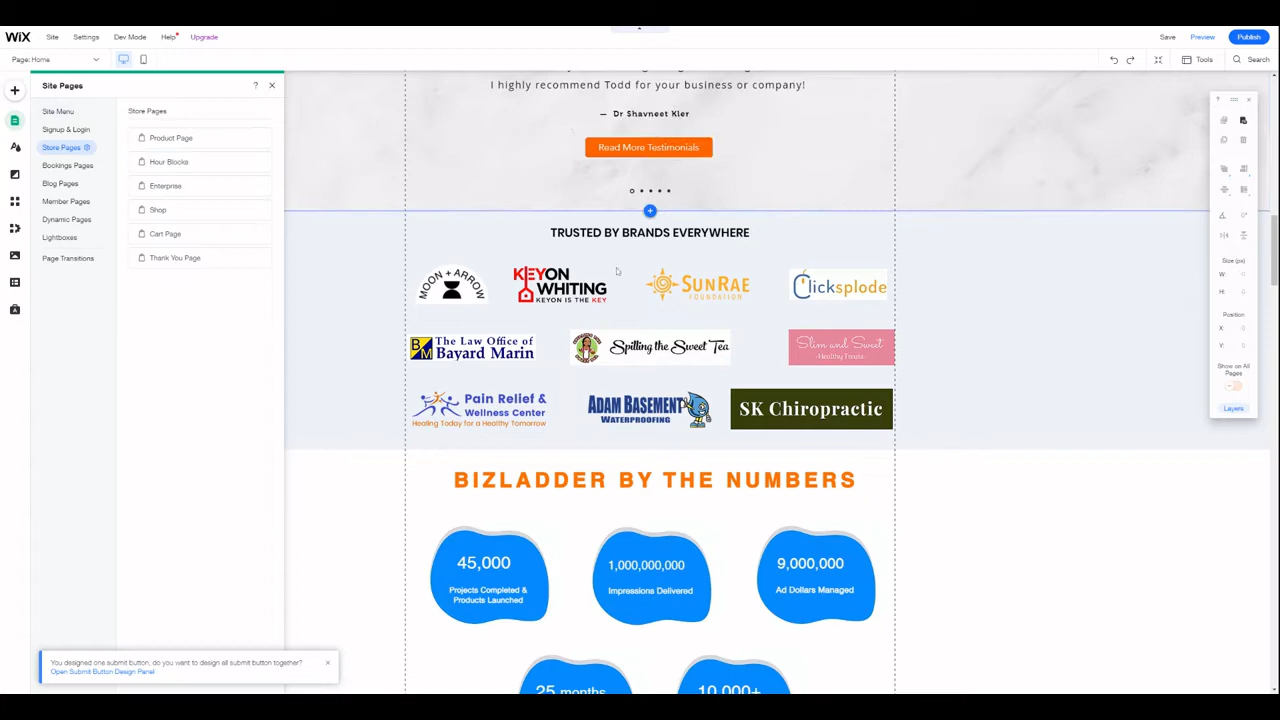 WiX Site Settings Dev Mode Help Upgrade Save Preview Publish
Page: Home Tools Search
Site Pages ?
Site Menu
Signup & Login
Store Pages
Bookings Pages
Blog Pages
Member Pages
Dynamic Pages
Lightboxes
Page Transitions
Store Pages
Product Page
Hour Blocks
Enterprise
Shop
Cart Page
Thank You Page
I highly recommend Todd for your business or company!
— Dr Shavneet Kler
Read More Testimonials
TRUSTED BY BRANDS EVERYWHERE
MOON + ARROW
KEYON
WHITING
KEYON IS THE KEY
SUNRAE
FOUNDATION
Clicksplode
BM
The Law Office of
Bayard Marin
Spilling the Sweet Tea
Slim and Sweet
-Healthy Treats-
Pain Relief &
Wellness Center
Healing Today for a Healthy Tomorrow
ADAM BASEMENT
WATERPROOFING
SK Chiropractic
BIZLADDER BY THE NUMBERS
45,000
Projects Completed &
Products Launched
1,000,000,000
Impressions Delivered
9,000,000
Ad Dollars Managed
25 months
10,000+
You designed one submit button, do you want to design all submit button together?
Open Submit Button Design Panel
?
Size (px)
W:
H:
Position
X:
Y:
Show on All
Pages
Layers